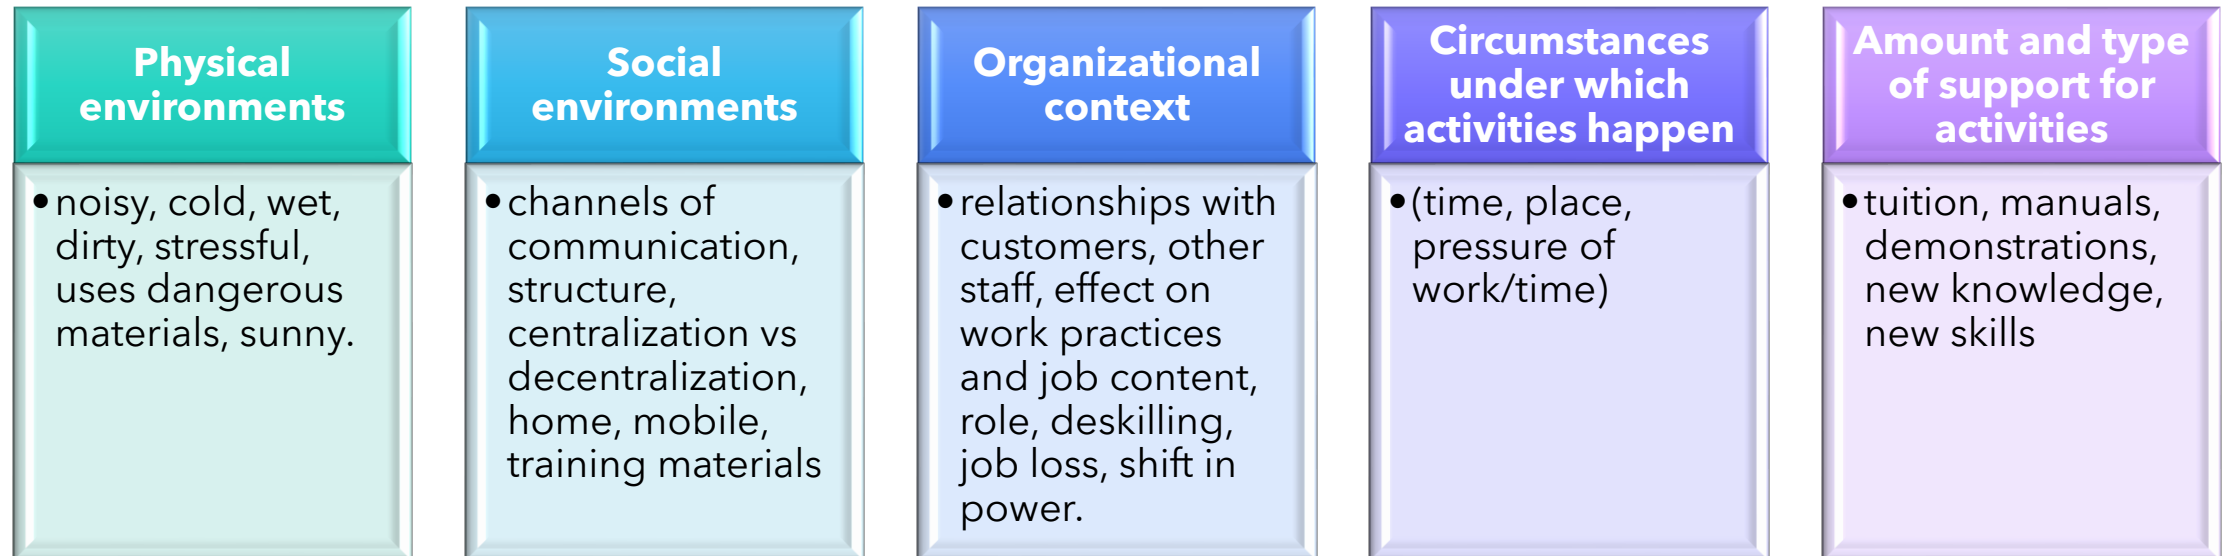 Physical
environments
•noisy, cold, wet,
dirty, stressful,
uses dangerous
materials, sunny.
Social
environments
•channels of
communication,
structure,
centralization vs
decentralization,
home, mobile,
training materials
Organizational
context
•relationships with
customers, other
staff, effect on
work practices
and job content,
role, deskilling,
job loss, shift in
power.
Circumstances
under which
activities happen
•(time, place,
pressure of
work/time)
Amount and type
of support for
activities
•tuition, manuals,
demonstrations,
new knowledge,
new skills